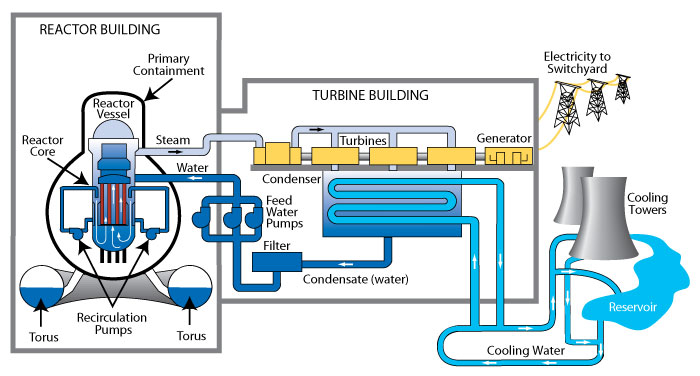 REACTOR BUILDING
Primary
Containment
Reactor
Vessel
Reactor
Core
Steam
Water
TURBINE BUILDING
Turbines
Generator
Electricity to
Switchyard
Condenser
Feed
Water
Pumps
Filter
Condensate (water)
Cooling
Towers
Reservoir
Cooling Water
Torus
Recirculation
Pumps
Torus